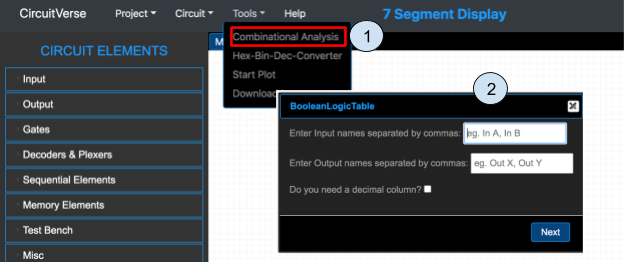 CircuitVerse Project Circuit Tools Help 7 Segment Display
CIRCUIT ELEMENTS
Input
Output
Gates
Decoders & Plexers
Sequential Elements
Memory Elements
Test Bench
Misc
M
Combinational Analysis
Hex-Bin-Dec-Converter
Start Plot
Download
1
2
BooleanLogicTable
Enter Input names separated by commas: eg. In A, In B
Enter Output names separated by commas: eg. Out X, Out Y
Do you need a decimal column?
Next